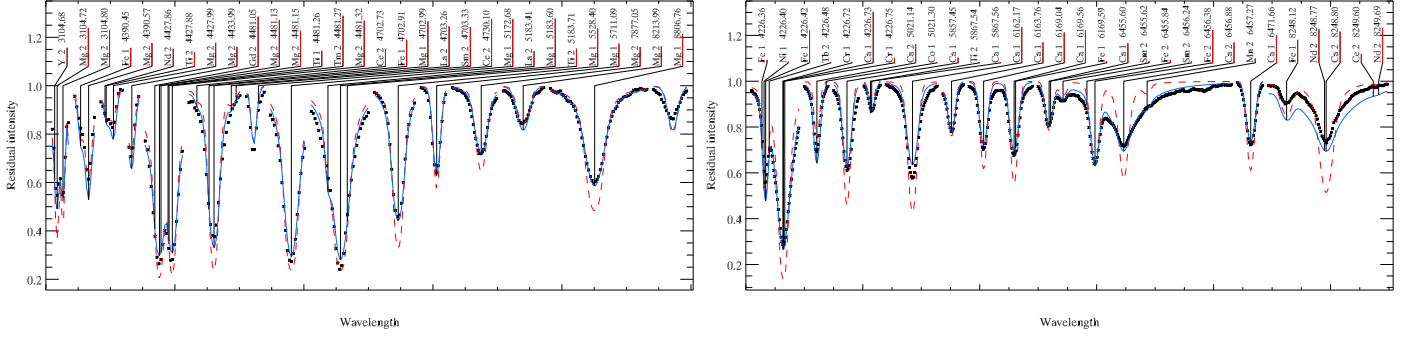 Y 2 3104.68
Mg 2 3104.72
Mg 2 3104.80
Fe 1 4390.45
Mg 2 4390.57
Nd 2 4427.86
Ti 2 4427.88
Mg 2 4427.99
Mg 2 4433.99
Gd 2 4481.05
Mg 2 4481.13
Mg 2 4481.15
Ti 1 4481.26
Tm 2 4481.27
Mg 2 4481.32
Ce 2 4702.73
Fe 1 4702.91
Mg 1 4702.99
La 2 4703.26
Sm 2 4703.33
Ce 2 4730.10
Mg 1 5172.68
La 2 5183.41
Mg 1 5183.60
Ti 2 5183.71
Mg 1 5528.40
Mg 1 5711.09
Mg 2 7877.05
Mg 2 8213.99
Mg 1 8806.76
1.2
1.0
0.8
0.6
0.4
0.2
Residual intensity
Wavelength
Fe 1 4226.36
Ni 1 4226.40
Fe 1 4226.42
Tb 2 4226.48
Cr 1 4226.72
Ca 1 4226.73
Cr 1 4226.75
Ca 2 5021.14
Co 1 5021.30
Ca 1 5857.45
Ti 2 5867.54
Ca 1 5867.56
Ca 1 6162.17
Ca 1 6163.76
Ca 1 6169.04
Ca 1 6169.56
Fe 1 6169.59
Ca 1 6455.60
Sm 2 6455.62
Fe 2 6455.84
Sm 2 6456.24
Fe 2 6456.38
Ca 2 6456.88
Mn 2 6457.27
Ca 1 6471.66
Fe 1 8248.12
Nd 2 8248.77
Ca 2 8248.80
Ce 2 8249.60
Nd 2 8249.69
1.2
1.0
0.8
0.6
0.4
0.2
Residual intensity
Wavelength